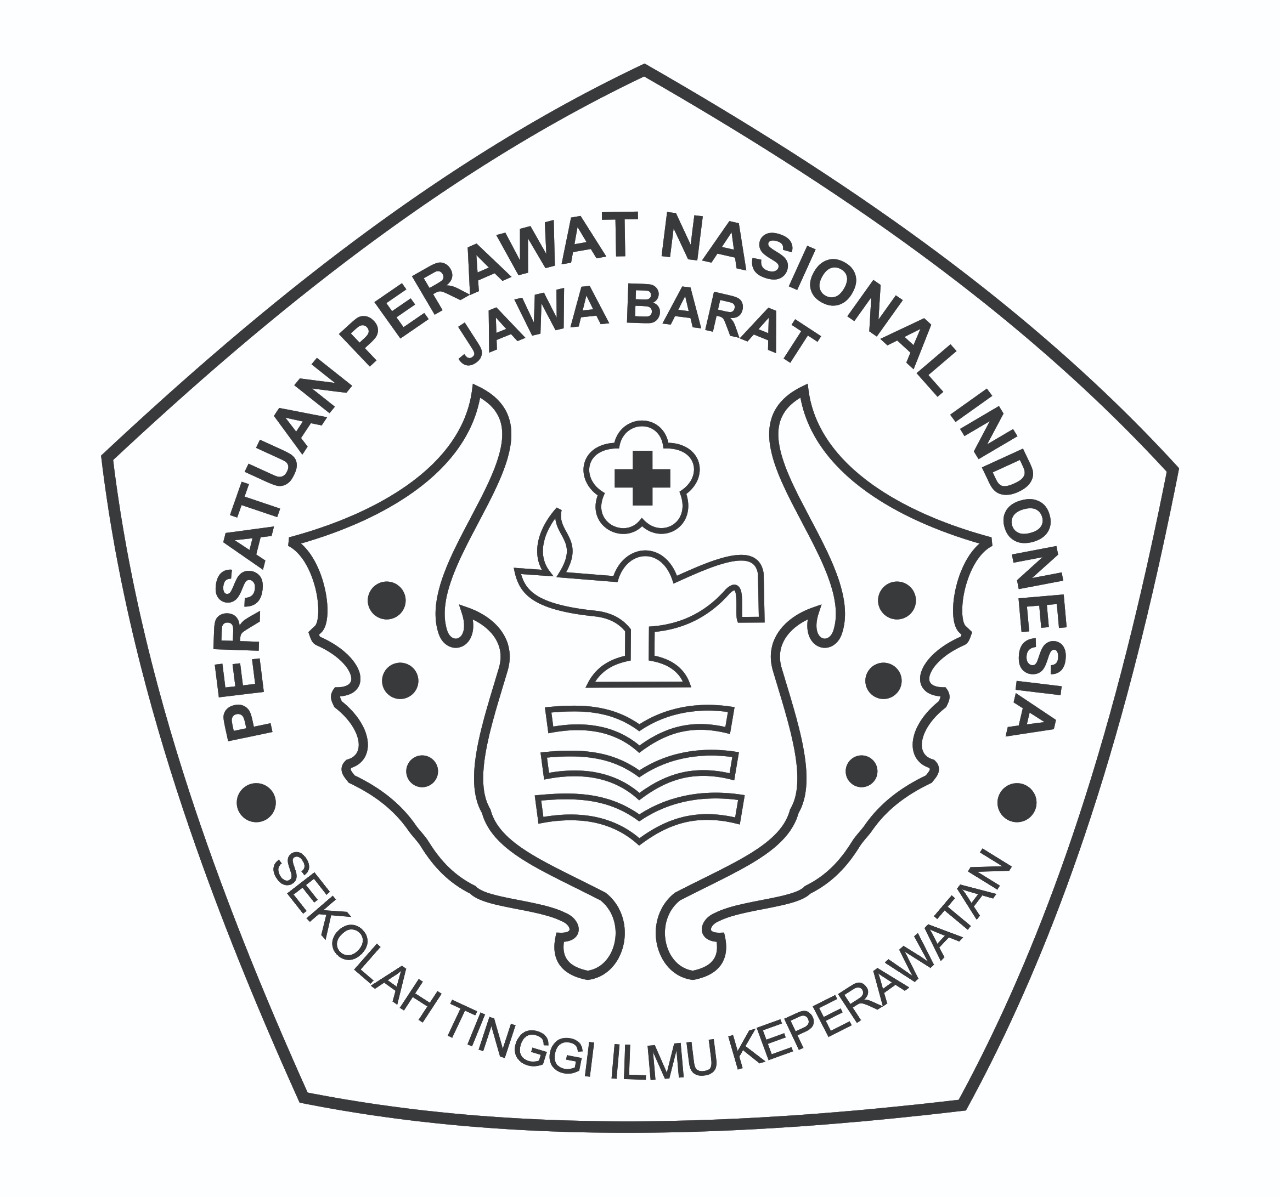 PERSATUAN PERAWAT NASIONAL INDONESIA
JAWA BARAT
SEKOLAH TINGGI ILMU KEPERAWATAN